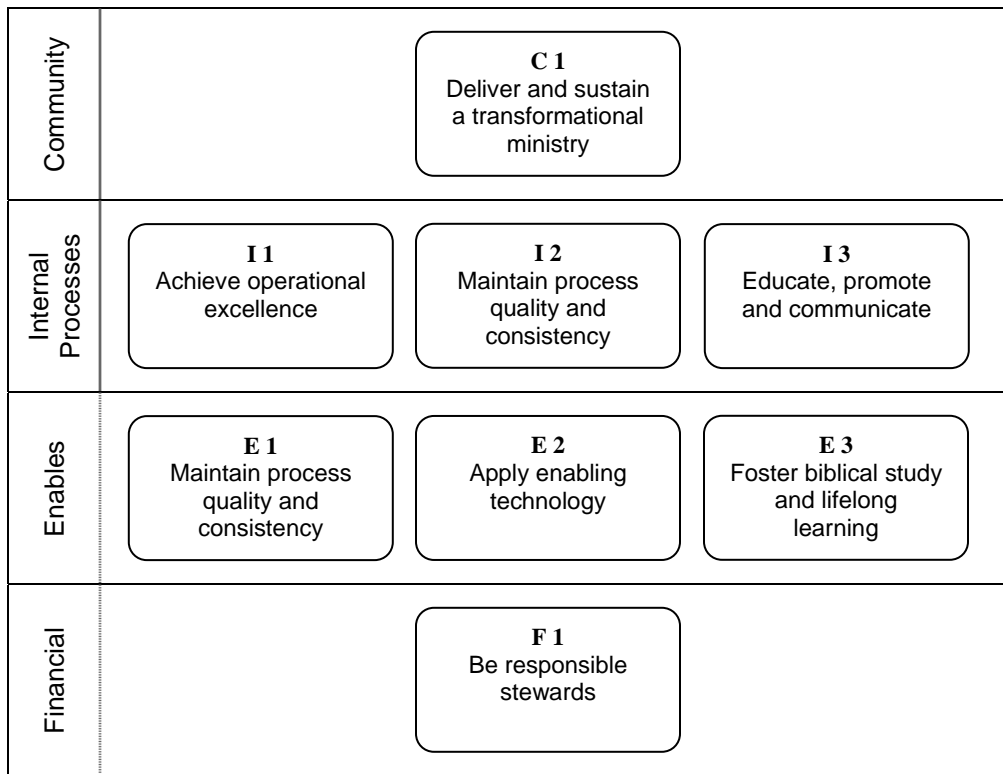 Community
C 1
Deliver and sustain
a transformational
ministry
Internal
Processes
I 1
Achieve operational
excellence
I 2
Maintain process
quality and
consistency
I 3
Educate, promote
and communicate
Enables
E 1
Maintain process
quality and
consistency
E 2
Apply enabling
technology
E 3
Foster biblical study
and lifelong
learning
Financial
F 1
Be responsible
stewards